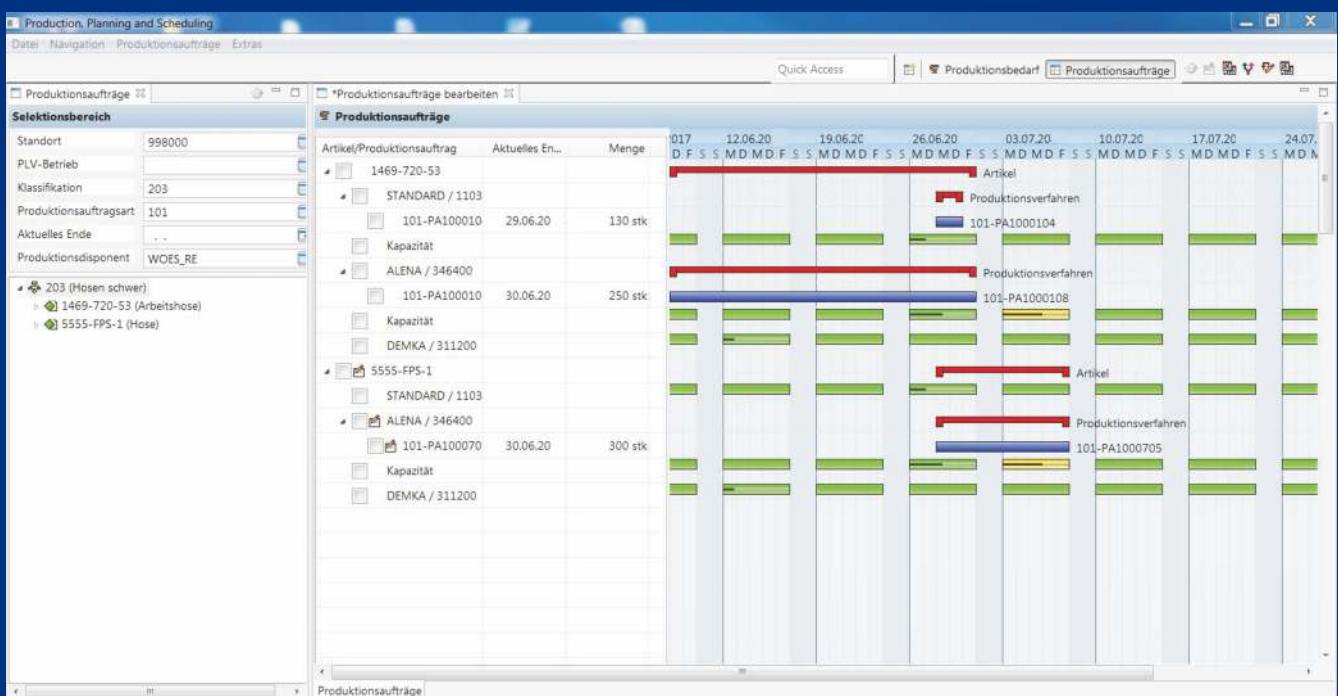 Production, Planning and Scheduling
Datei Navigation Produktionsaufträge Extras
Quick Access Produktionsbedarf Produktionsaufträge
Produktionsaufträge
Selektionsbereich
Standort 998000
PLV-Betrieb
Klassifikation 203
Produktionsauftragsart 101
Aktuelles Ende . .
Produktionsdisponent WOES_RE
203 (Hosen schwer)
1469-720-53 (Arbeitshose)
5555-FPS-1 (Hose)
*Produktionsaufträge bearbeiten
Produktionsaufträge
Artikel/Produktionsauftrag Aktuelles En... Menge
017 12.06.20 19.06.20 26.06.20 03.07.20 10.07.20 17.07.20 24.07.
D F S S M D M D F S S M D M D F S S M D M D F S S M D M D F S S M D M D F S S M D M D F S S M D M
1469-720-53 Artikel
STANDARD / 1103 Produktionsverfahren
101-PA100010 29.06.20 130 stk 101-PA1000104
Kapazität
ALENA / 346400 Produktionsverfahren
101-PA100010 30.06.20 250 stk 101-PA1000108
Kapazität
DEMKA / 311200
5555-FPS-1 Artikel
STANDARD / 1103
ALENA / 346400 Produktionsverfahren
101-PA100070 30.06.20 300 stk 101-PA1000705
Kapazität
DEMKA / 311200
Produktionsaufträge